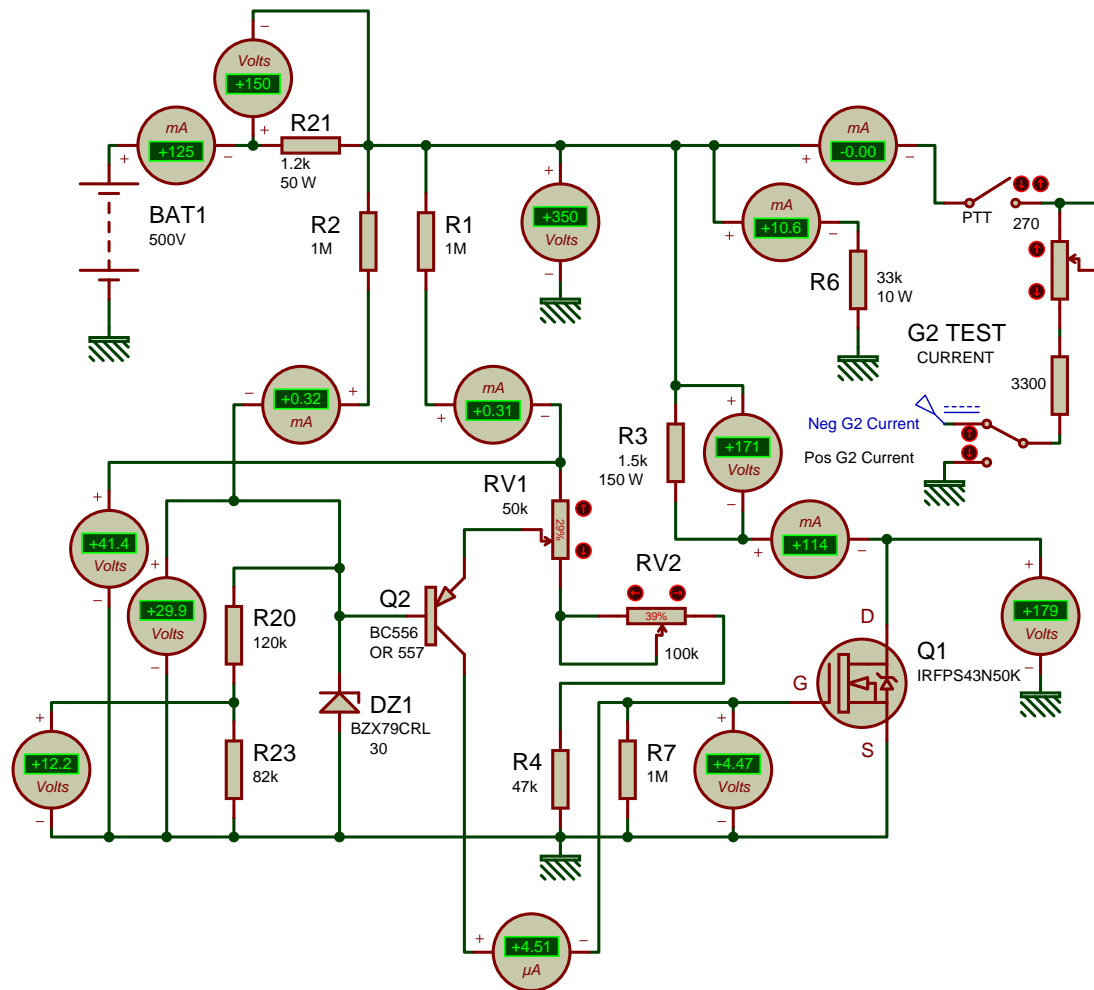 Volts
+150
mA
+125
R21
1.2k
50 W
BAT1
500V
R2
1M
R1
1M
+350
Volts
mA
-0.00
mA
+10.6
R6
33k
10 W
PTT
270
G2 TEST
CURRENT
3300
Neg G2 Current
Pos G2 Current
+0.32
mA
mA
+0.31
R3
1.5k
150 W
+171
Volts
mA
+114
+41.4
Volts
+29.9
Volts
RV1
50k
29%
RV2
39%
100k
R20
120k
Q2
BC556
OR 557
DZ1
BZX79CRL
30
D
G
S
Q1
IRFPS43N50K
+179
Volts
+12.2
Volts
R23
82k
R4
47k
R7
1M
+4.47
Volts
+4.51
µA